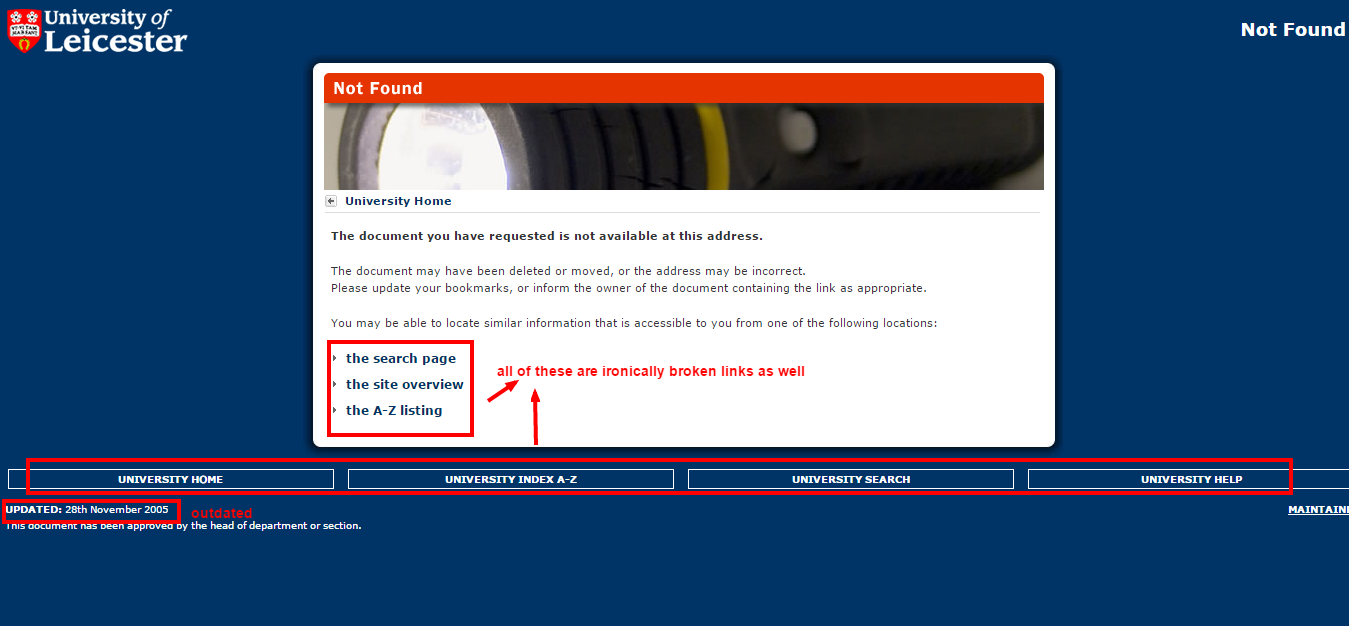 University of
Leicester
Not Found
Not Found
University Home
The document you have requested is not available at this address.
The document may have been deleted or moved, or the address may be incorrect.
Please update your bookmarks, or inform the owner of the document containing the link as appropriate.
You may be able to locate similar information that is accessible to you from one of the following locations:
the search page
all of these are ironically broken links as well
the site overview
the A-Z listing
UNIVERSITY HOME
UNIVERSITY INDEX A-Z
UNIVERSITY SEARCH
UNIVERSITY HELP
UPDATED: 28th November 2005
outdated
MAINTAIN
This document has been approved by the head of department or section.